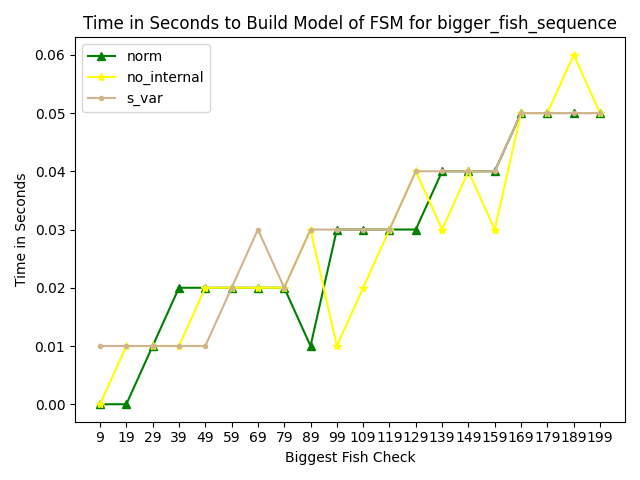 Time in Seconds to Build Model of FSM for bigger_fish_sequence
norm
no_internal
s_var
Time in Seconds
0.06
0.05
0.04
0.03
0.02
0.01
0.00
9 19 29 39 49 59 69 79 89 99 109 119 129 139 149 159 169 179 189 199
Biggest Fish Check